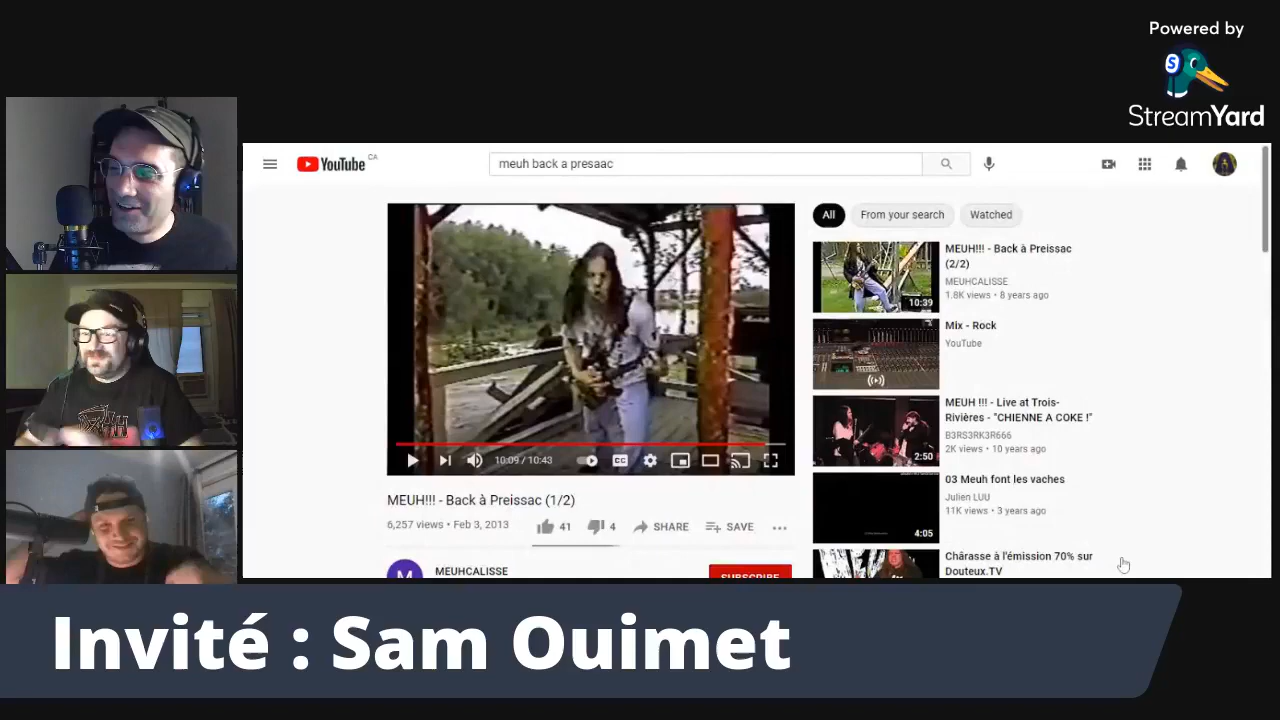 Powered by
S
StreamYard
YouTube CA
meuh back a presaac
All
From your search
Watched
MEUH!!! - Back à Preissac
(2/2)
MEUHCALISSE
1.8K views • 8 years ago
10:39
Mix - Rock
YouTube
MEUH !!! - Live at Trois-
Rivières - "CHIENNE A COKE !"
B3RS3RK3R666
2K views • 10 years ago
2:50
03 Meuh font les vaches
Julien LUU
11K views • 3 years ago
4:05
Chârasse à l'émission 70% sur
Douteux.TV
10:09 / 10:43
CC
MEUH!!! - Back à Preissac (1/2)
6,257 views • Feb 3, 2013
41
4
SHARE
SAVE
M
MEUHCALISSE
SUBSCRIBE
Invité : Sam Ouimet